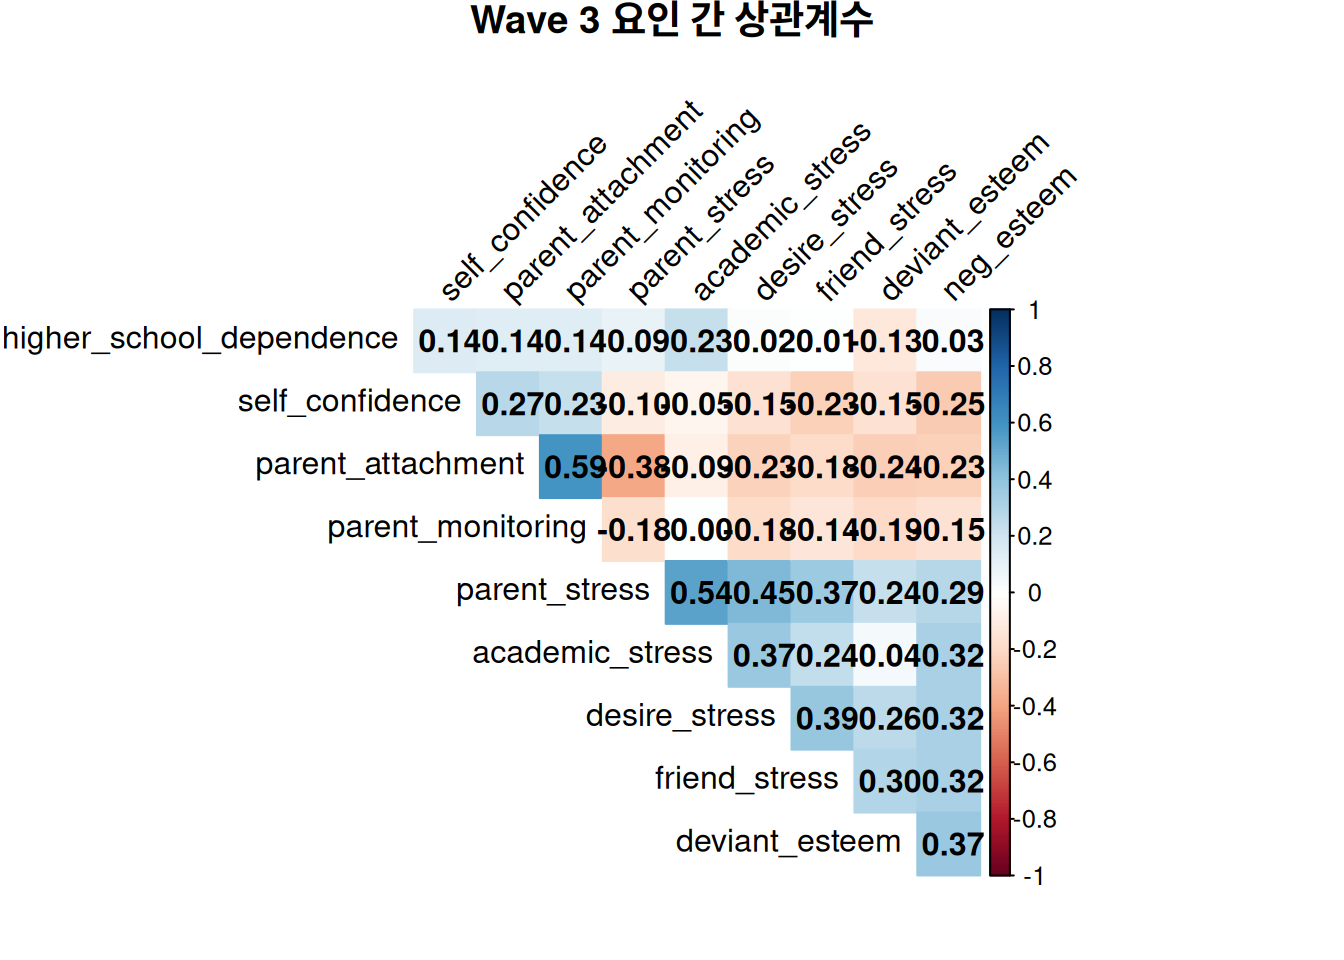 Wave 3 요인 간 상관계수
self_confidence
parent_attachment
parent_monitoring
parent_stress
academic_stress
desire_stress
friend_stress
deviant_esteem
neg_esteem
higher_school_dependence 0.14 0.14 0.14 0.09 0.23 0.02 0.01 -0.13 0.03
self_confidence 0.27 0.23 -0.10 -0.05 -0.15 -0.23 -0.15 -0.25
parent_attachment 0.59 -0.38 -0.09 -0.23 -0.18 -0.24 -0.23
parent_monitoring -0.18 0.00 -0.18 -0.14 -0.19 -0.15
parent_stress 0.54 0.45 0.37 0.24 0.29
academic_stress 0.37 0.24 0.04 0.32
desire_stress 0.39 0.26 0.32
friend_stress 0.30 0.32
deviant_esteem 0.37
1
0.8
0.6
0.4
0.2
0
-0.2
-0.4
-0.6
-0.8
-1